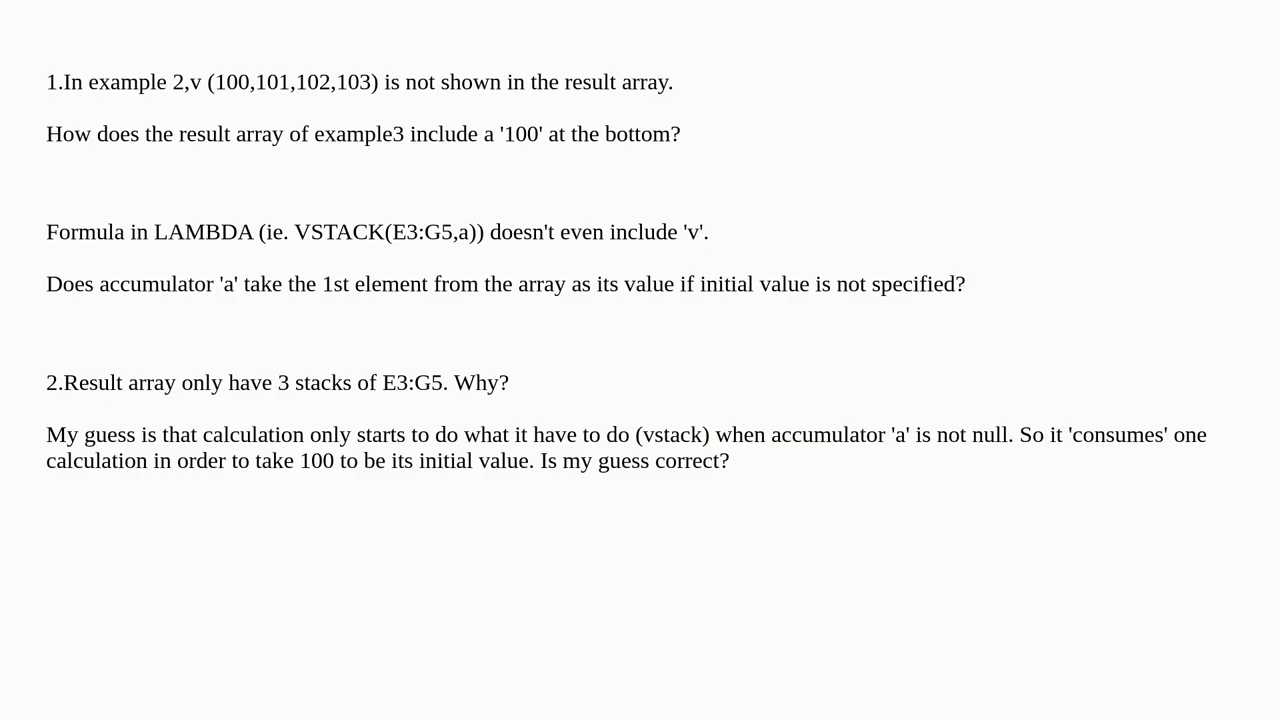 1.In example 2,v (100,101,102,103) is not shown in the result array.
How does the result array of example3 include a '100' at the bottom?
Formula in LAMBDA (ie. VSTACK(E3:G5,a)) doesn't even include 'v'.
Does accumulator 'a' take the 1st element from the array as its value if initial value is not specified?
2.Result array only have 3 stacks of E3:G5. Why?
My guess is that calculation only starts to do what it have to do (vstack) when accumulator 'a' is not null. So it 'consumes' one
calculation in order to take 100 to be its initial value. Is my guess correct?